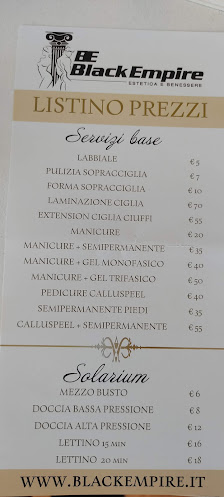 BE
BlackEmpire
ESTETICA E BENESSERE
LISTINO PREZZI
Servizi base
LABBIALE €5
PULIZIA SOPRACCIGLIA €7
FORMA SOPRACCIGLIA €10
LAMINAZIONE CIGLIA €70
EXTENSION CIGLIA CIUFFI €55
MANICURE €20
MANICURE + SEMIPERMANENTE €35
MANICURE + GEL MONOFASICO €40
MANICURE + GEL TRIFASICO €50
PEDICURE CALLUSPEEL €40
SEMIPERMANENTE PIEDI €35
CALLUSPEEL + SEMIPERMANENTE €55
Solarium
MEZZO BUSTO €6
DOCCIA BASSA PRESSIONE €8
DOCCIA ALTA PRESSIONE €12
LETTINO 15 MIN €16
LETTINO 20 MIN €18
WWW.BLACKEMPIRE.IT